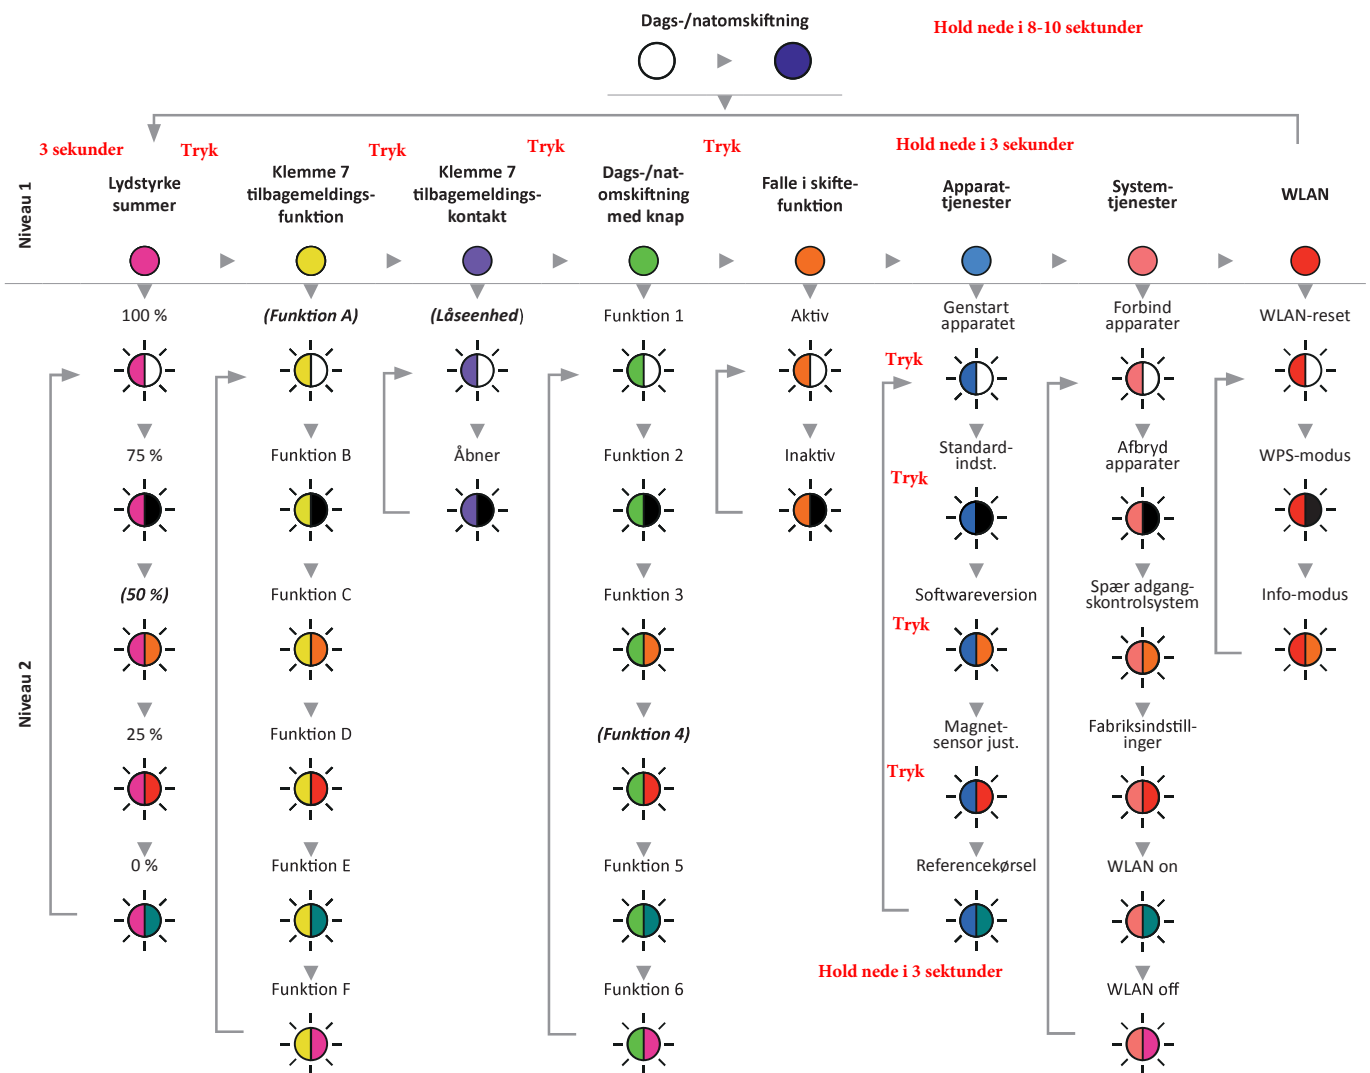 Dags-/natomskiftning
Hold nede i 8-10 sektunder
3 sekunder
Tryk
Tryk
Tryk
Tryk
Hold nede i 3 sekunder
Niveau 1
Lydstyrke
summer
Klemme 7
tilbagemeldings-
funktion
Klemme 7
tilbagemeldings-
kontakt
Dags-/nat-
omskiftning
med knap
Falle i skifte-
funktion
Apparat-
tjenester
System-
tjenester
WLAN
Niveau 2
100 %
75 %
(50 %)
25 %
0 %
(Funktion A)
Funktion B
Funktion C
Funktion D
Funktion E
Funktion F
(Låseenhed)
Åbner
Funktion 1
Funktion 2
Funktion 3
(Funktion 4)
Funktion 5
Funktion 6
Aktiv
Inaktiv
Genstart
apparatet
Tryk
Standard-
indst.
Tryk
Softwareversion
Tryk
Magnet-
sensor just.
Tryk
Referencekørsel
Hold nede i 3 sektunder
Forbind
apparater
Afbryd
apparater
Spær adgang-
skontrolsystem
Fabriksindstill-
inger
WLAN on
WLAN off
WLAN-reset
WPS-modus
Info-modus